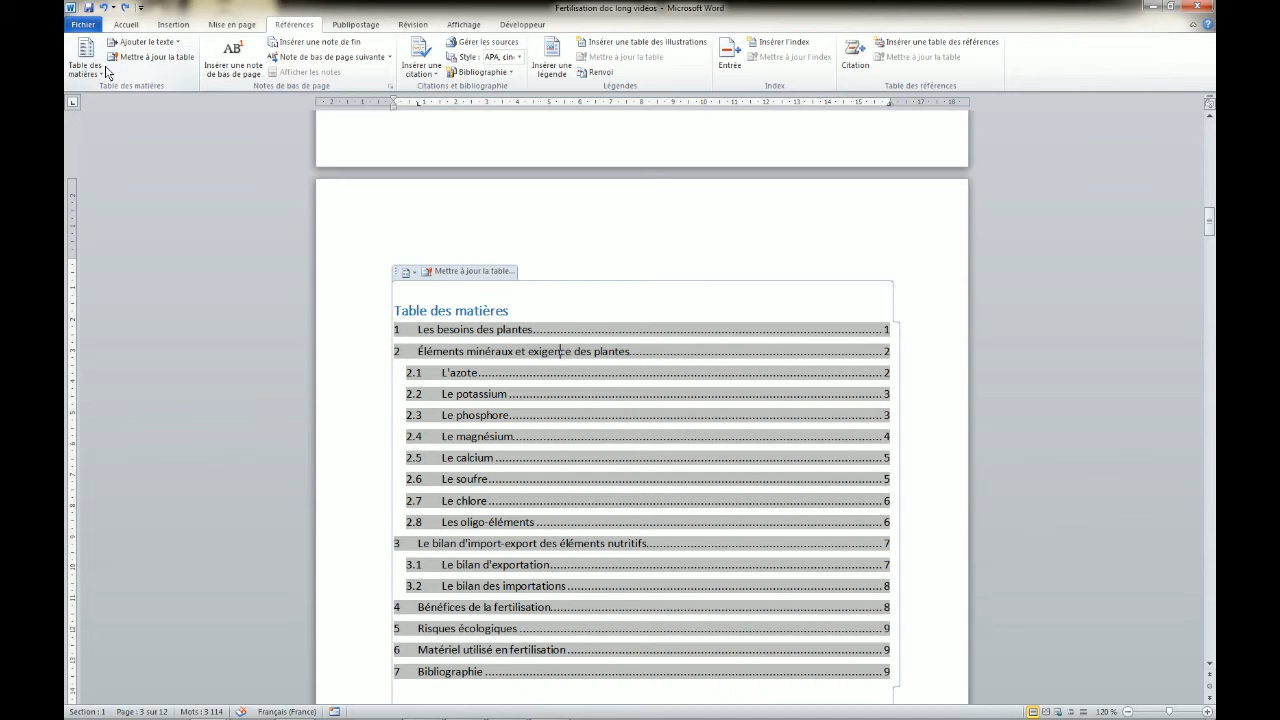 Fertilisation doc long vidéos - Microsoft Word
Fichier Accueil Insertion Mise en page Références Publipostage Révision Affichage Développeur
Table des matières
Ajouter le texte
Mettre à jour la table
Table des matières
AB¹
Insérer une note de bas de page
Insérer une note de fin
Note de bas de page suivante
Afficher les notes
Notes de bas de page
Insérer une citation
Gérer les sources
Style : APA, cin
Bibliographie
Citations et bibliographie
Insérer une légende
Insérer une table des illustrations
Mettre à jour la table
Renvoi
Légendes
Entrée
Insérer l'index
Mettre à jour l'index
Index
Citation
Insérer une table des références
Mettre à jour la table
Table des références
Mettre à jour la table...
Table des matières
1 Les besoins des plantes 1
2 Éléments minéraux et exigence des plantes 2
2.1 L'azote 2
2.2 Le potassium 3
2.3 Le phosphore 3
2.4 Le magnésium 4
2.5 Le calcium 5
2.6 Le soufre 5
2.7 Le chlore 6
2.8 Les oligo-éléments 6
3 Le bilan d'import-export des éléments nutritifs 7
3.1 Le bilan d'exportation 7
3.2 Le bilan des importations 8
4 Bénéfices de la fertilisation 8
5 Risques écologiques 9
6 Matériel utilisé en fertilisation 9
7 Bibliographie 9
Section : 1 Page : 3 sur 12 Mots : 3 114 Français (France) 120 %